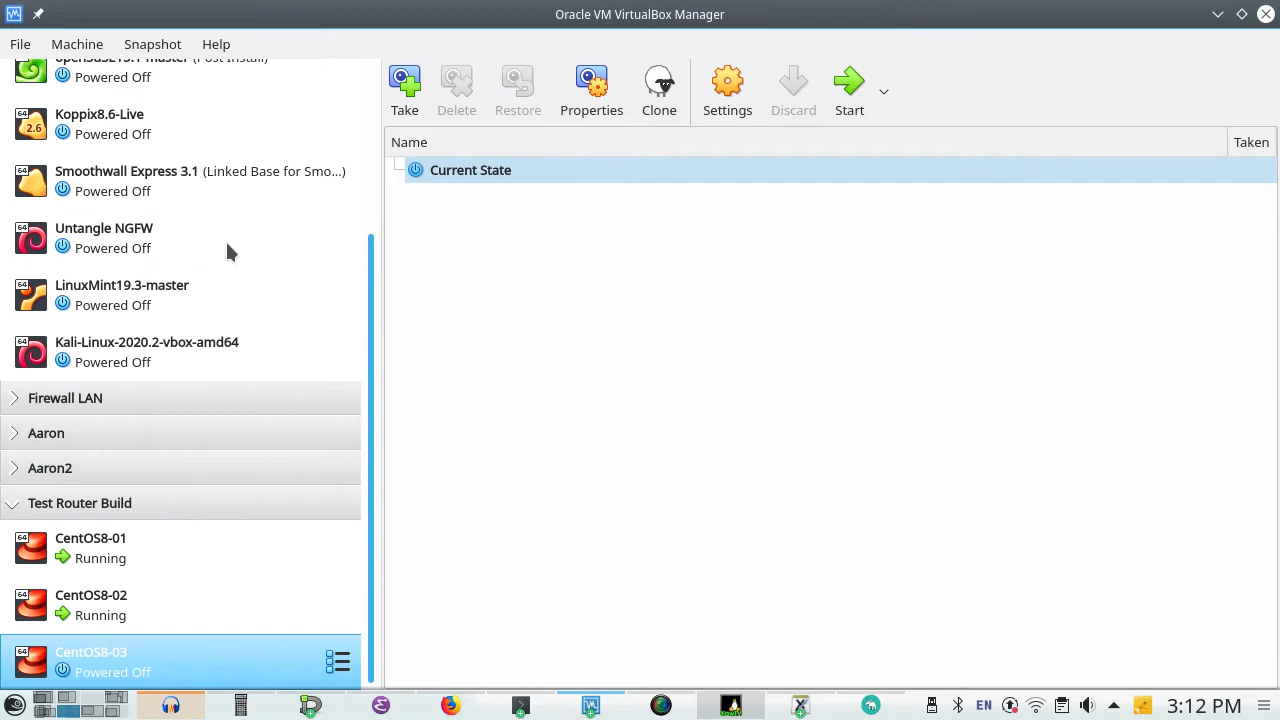 Oracle VM VirtualBox Manager
File Machine Snapshot Help
Powered Off
Koppix8.6-Live
Powered Off
Smoothwall Express 3.1 (Linked Base for Smo...)
Powered Off
Untangle NGFW
Powered Off
LinuxMint19.3-master
Powered Off
Kali-Linux-2020.2-vbox-amd64
Powered Off
Firewall LAN
Aaron
Aaron2
Test Router Build
CentOS8-01
Running
CentOS8-02
Running
CentOS8-03
Powered Off
Take Delete Restore Properties Clone Settings Discard Start
Name Taken
Current State
EN 3:12 PM